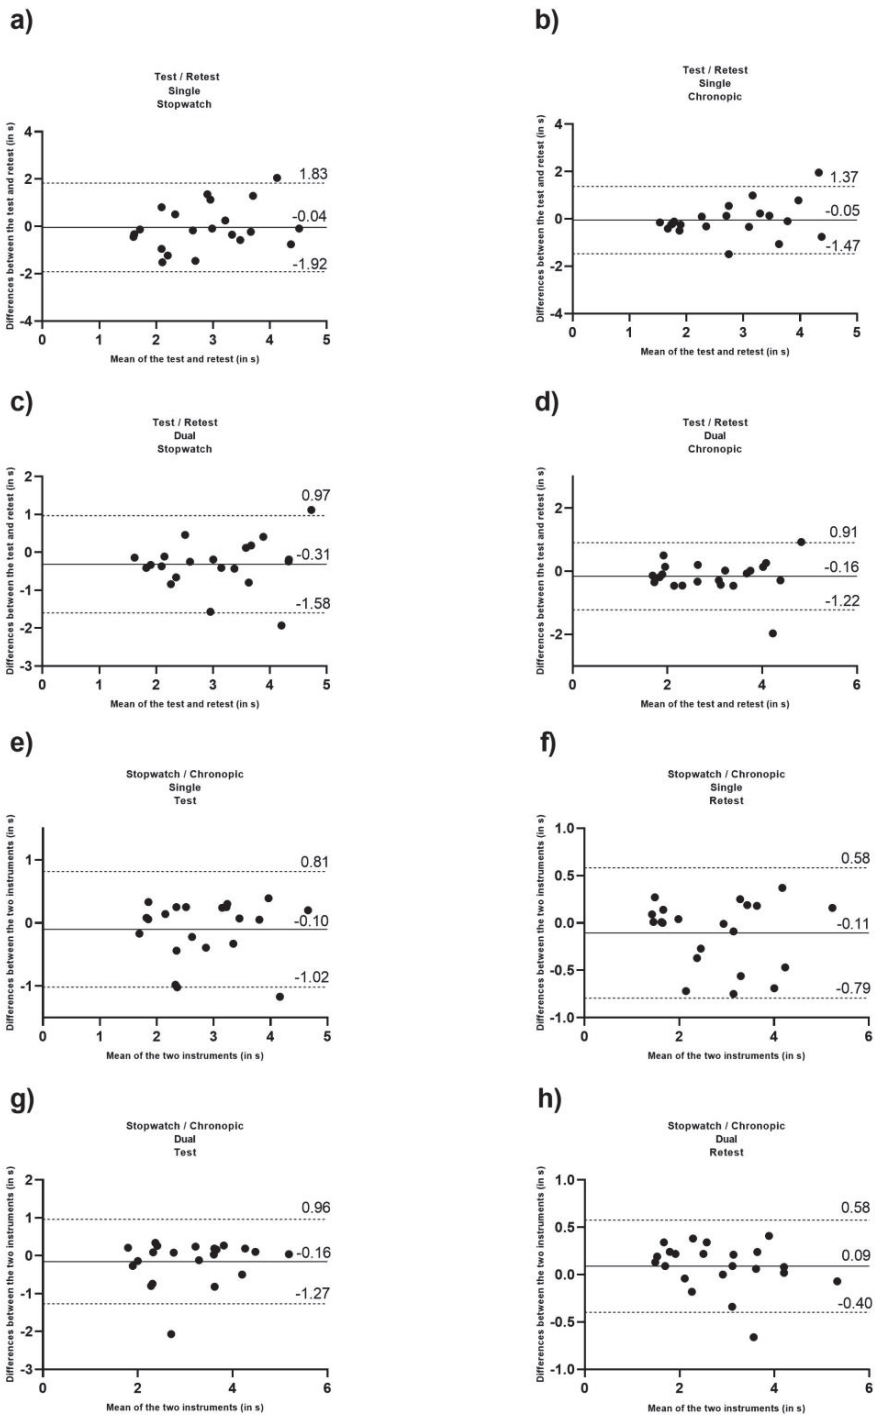 a)
Test / Retest
Single
Stopwatch
Differences between the test and retest (in s)
4
2
0
-2
-4
1.83
-0.04
-1.92
0 1 2 3 4 5
Mean of the test and retest (in s)
b)
Test / Retest
Single
Chronopic
Differences between the test and retest (in s)
4
2
0
-2
-4
1.37
-0.05
-1.47
0 1 2 3 4 5
Mean of the test and retest (in s)
c)
Test / Retest
Dual
Stopwatch
Differences between the test and retest (in s)
2
1
0
-1
-2
-3
0.97
-0.31
-1.58
0 1 2 3 4 5
Mean of the test and retest (in s)
d)
Test / Retest
Dual
Chronopic
Differences between the test and retest (in s)
2
0
-2
0.91
-0.16
-1.22
0 2 4 6
Mean of the test and retest (in s)
e)
Stopwatch / Chronopic
Single
Test
Differences between the two instruments (in s)
1
0
-1
0.81
-0.10
-1.02
0 1 2 3 4 5
Mean of the two instruments (in s)
f)
Stopwatch / Chronopic
Single
Retest
Differences between the two instruments (in s)
1.0
0.5
0.0
-0.5
-1.0
0.58
-0.11
-0.79
0 2 4 6
Mean of the two instruments (in s)
g)
Stopwatch / Chronopic
Dual
Test
Differences between the two instruments (in s)
2
1
0
-1
-2
-3
0.96
-0.16
-1.27
0 2 4 6
Mean of the two instruments (in s)
h)
Stopwatch / Chronopic
Dual
Retest
Differences between the two instruments (in s)
1.0
0.5
0.0
-0.5
-1.0
0.58
0.09
-0.40
0 2 4 6
Mean of the two instruments (in s)